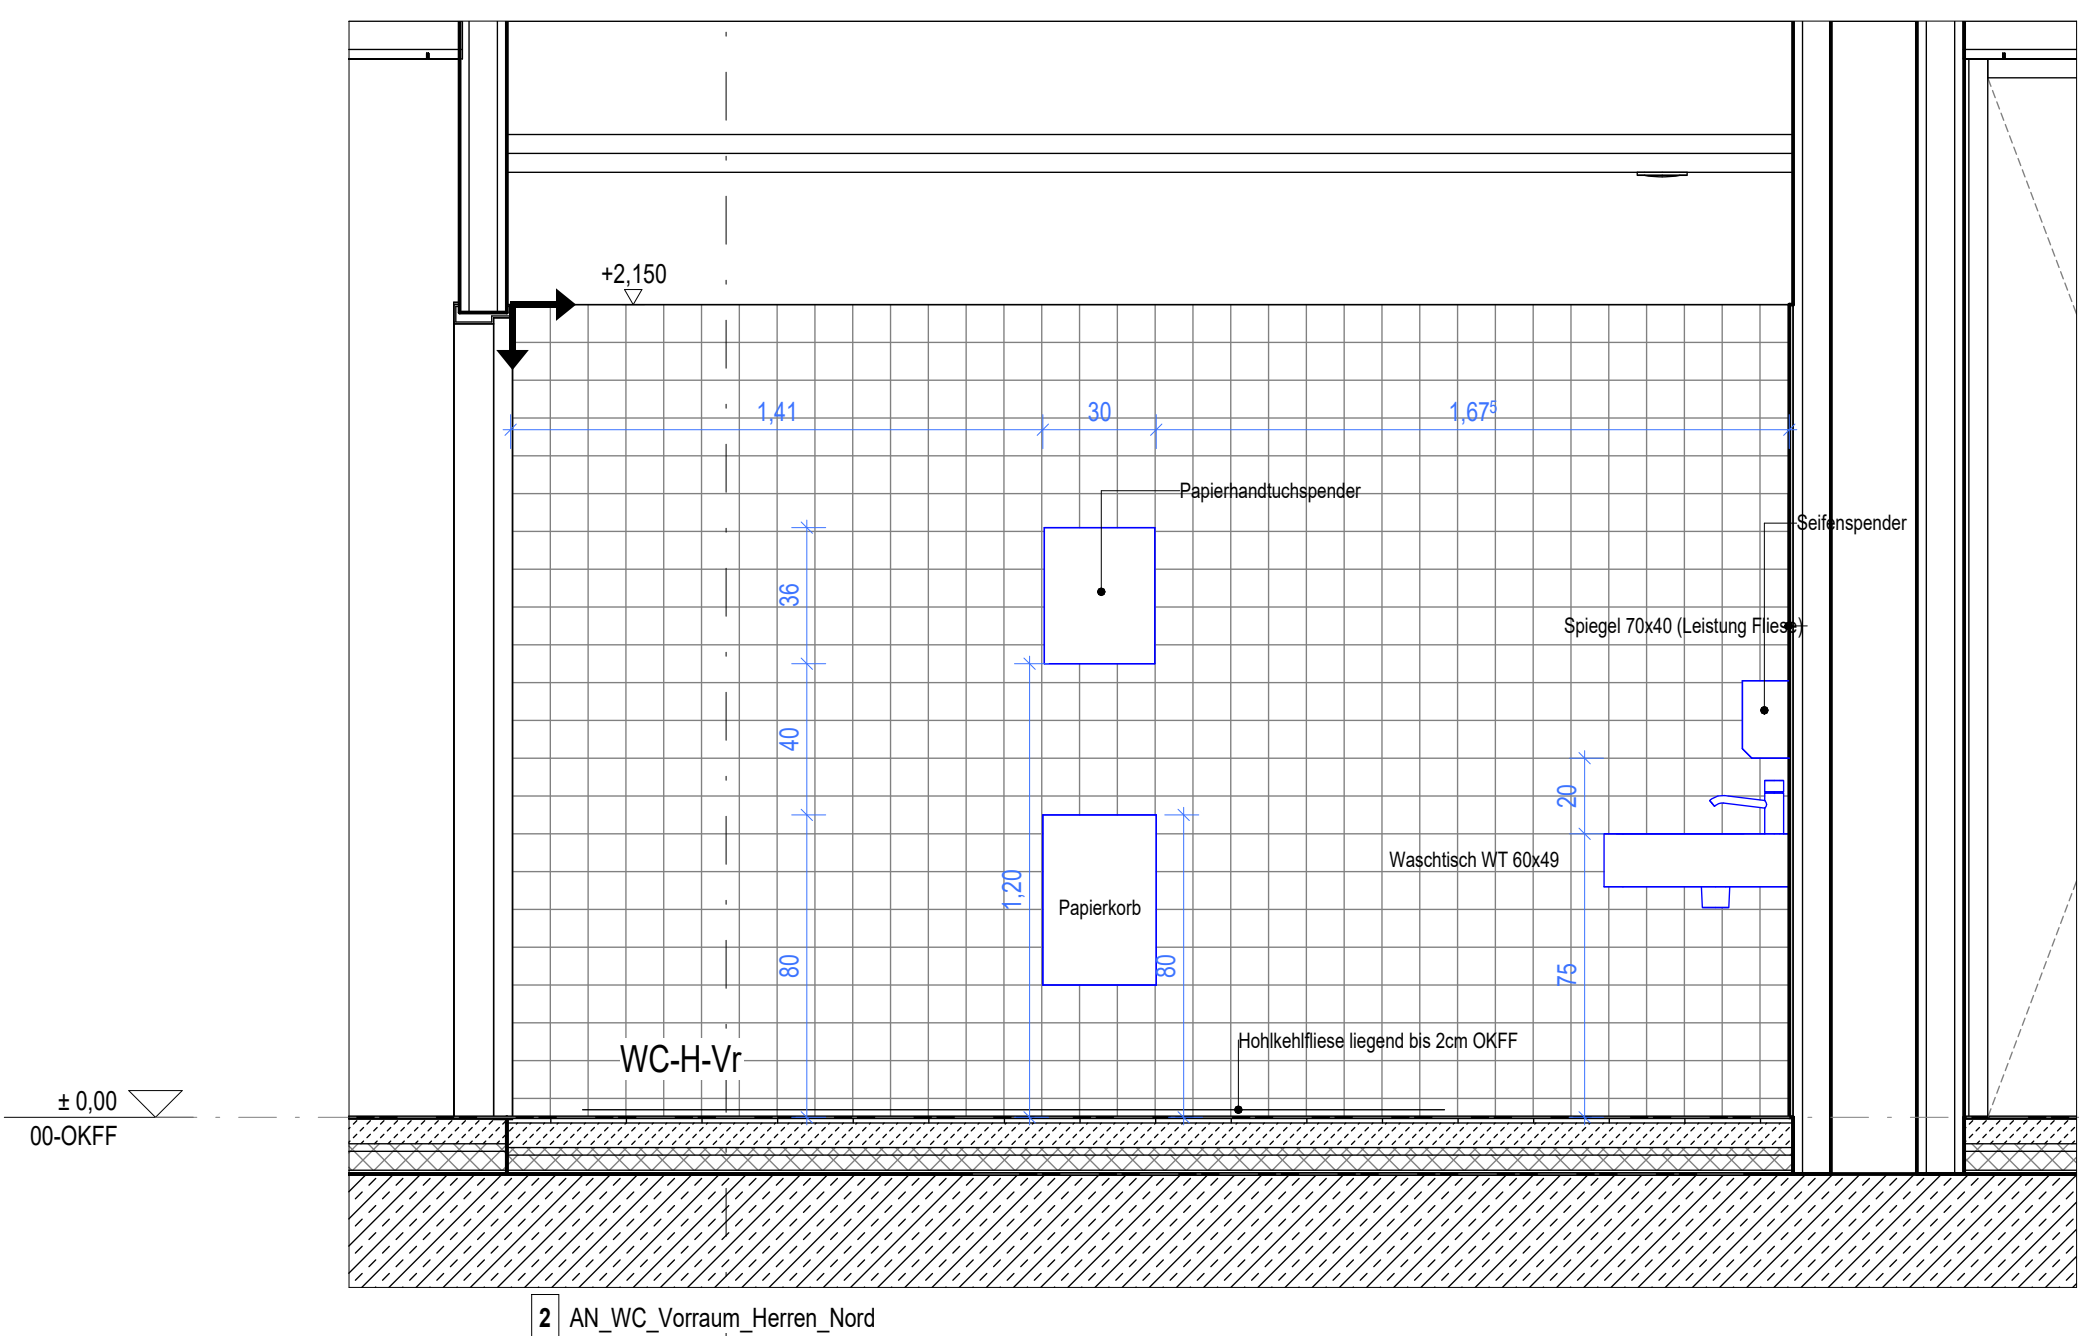 +2,150
1,41
30
1,67⁵
Papierhandtuchspender
Seifenspender
36
Spiegel 70x40 (Leistung Fliese)
40
20
Waschtisch WT 60x49
1,20
Papierkorb
80
80
75
Hohlkehlfliese liegend bis 2cm OKFF
WC-H-Vr
± 0,00
00-OKFF
2 AN_WC_Vorraum_Herren_Nord